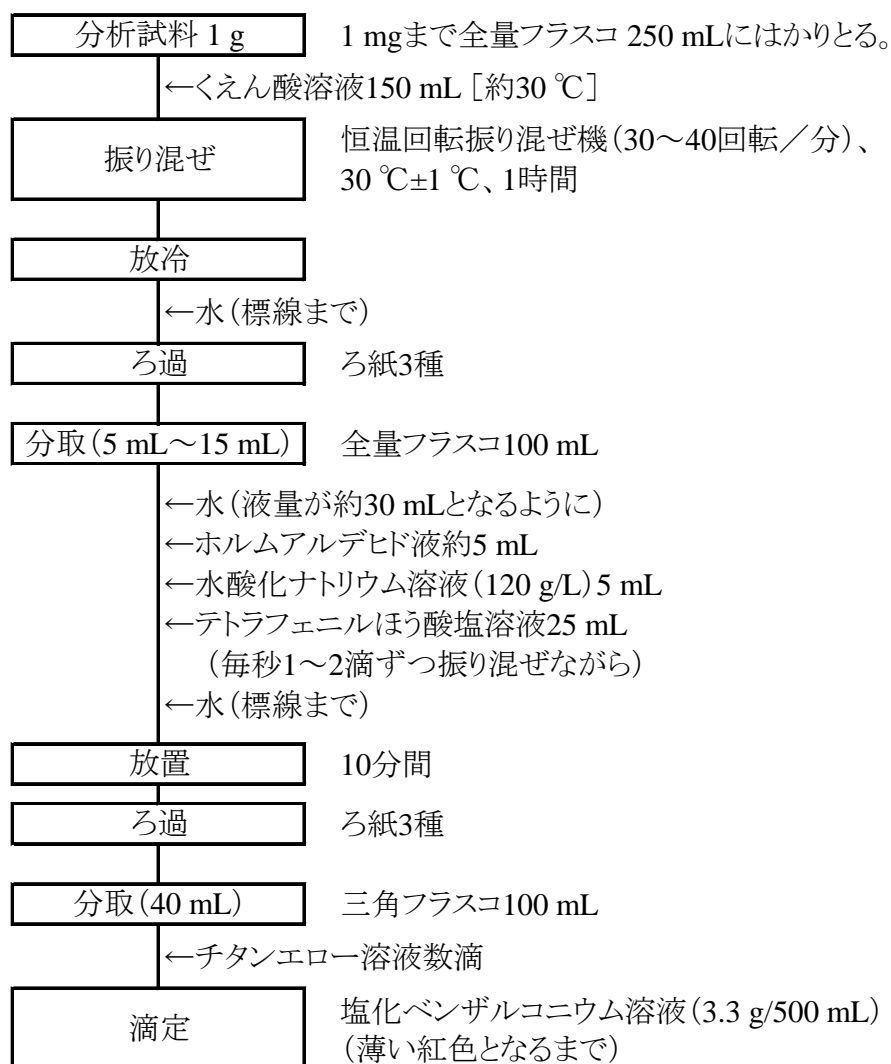 分析試料 1 g 1 mgまで全量フラスコ 250 mLにはかりとる。
←くえん酸溶液150 mL [約30 ℃]
振り混ぜ 恒温回転振り混ぜ機(30～40回転／分)、
30 ℃±1 ℃、1時間
放冷
←水(標線まで)
ろ過 ろ紙3種
分取(5 mL～15 mL) 全量フラスコ100 mL
←水(液量が約30 mLとなるように)
←ホルムアルデヒド液約5 mL
←水酸化ナトリウム溶液(120 g/L)5 mL
←テトラフェニルほう酸塩溶液25 mL
(毎秒1～2滴ずつ振り混ぜながら)
←水(標線まで)
放置 10分間
ろ過 ろ紙3種
分取(40 mL) 三角フラスコ100 mL
←チタンエロー溶液数滴
滴定 塩化ベンザルコニウム溶液(3.3 g/500 mL)
(薄い紅色となるまで)